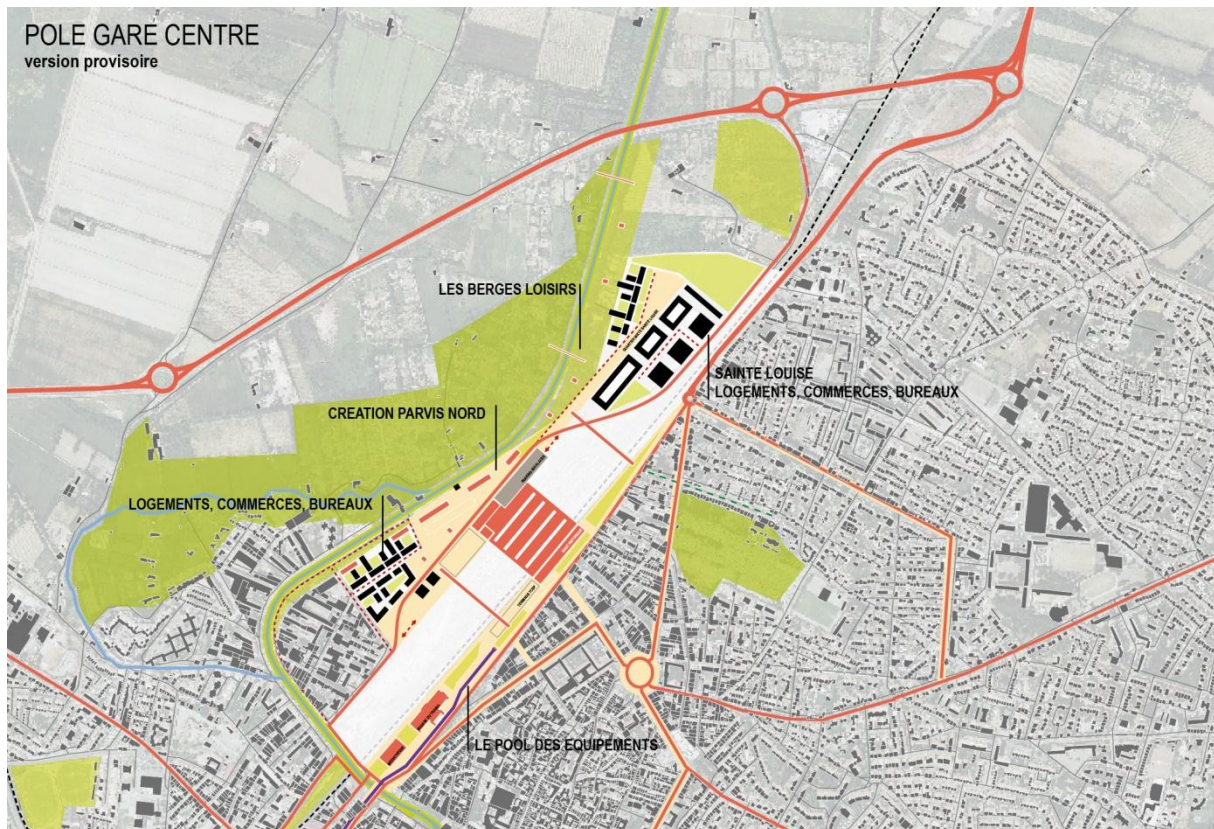 POLE GARE CENTRE
version provisoire
LES BERGES LOISIRS
SAINTE LOUISE
LOGEMENTS, COMMERCES, BUREAUX
CREATION PARVIS NORD
LOGEMENTS, COMMERCES, BUREAUX
LE POOL DES EQUIPEMENTS